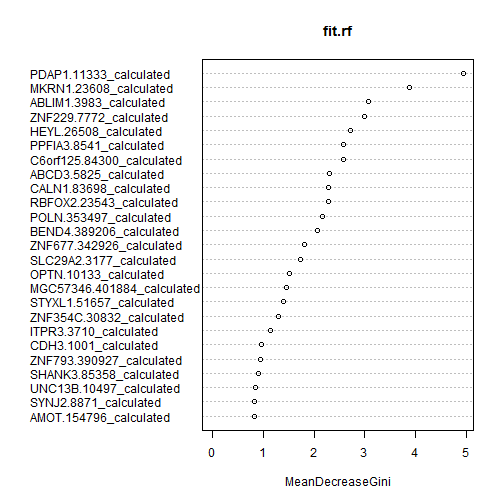 fit.rf
PDAP1.11333_calculated
MKRN1.23608_calculated
ABLIM1.3983_calculated
ZNF229.7772_calculated
HEYL.26508_calculated
PPFIA3.8541_calculated
C6orf125.84300_calculated
ABCD3.5825_calculated
CALN1.83698_calculated
RBFOX2.23543_calculated
POLN.353497_calculated
BEND4.389206_calculated
ZNF677.342926_calculated
SLC29A2.3177_calculated
OPTN.10133_calculated
MGC57346.401884_calculated
STYXL1.51657_calculated
ZNF354C.30832_calculated
ITPR3.3710_calculated
CDH3.1001_calculated
ZNF793.390927_calculated
SHANK3.85358_calculated
UNC13B.10497_calculated
SYNJ2.8871_calculated
AMOT.154796_calculated
0 1 2 3 4 5
MeanDecreaseGini